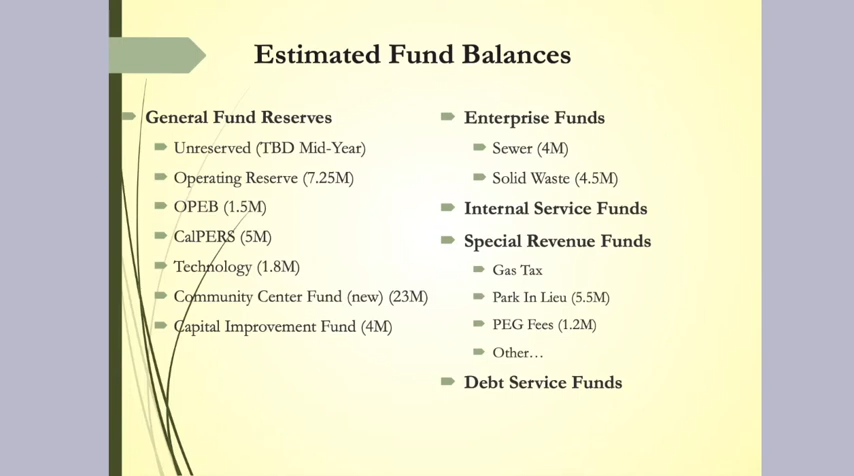 Estimated Fund Balances
General Fund Reserves
Unreserved (TBD Mid-Year)
Operating Reserve (7.25M)
OPEB (1.5M)
CalPERS (5M)
Technology (1.8M)
Community Center Fund (new) (23M)
Capital Improvement Fund (4M)
Enterprise Funds
Sewer (4M)
Solid Waste (4.5M)
Internal Service Funds
Special Revenue Funds
Gas Tax
Park In Lieu (5.5M)
PEG Fees (1.2M)
Other…
Debt Service Funds